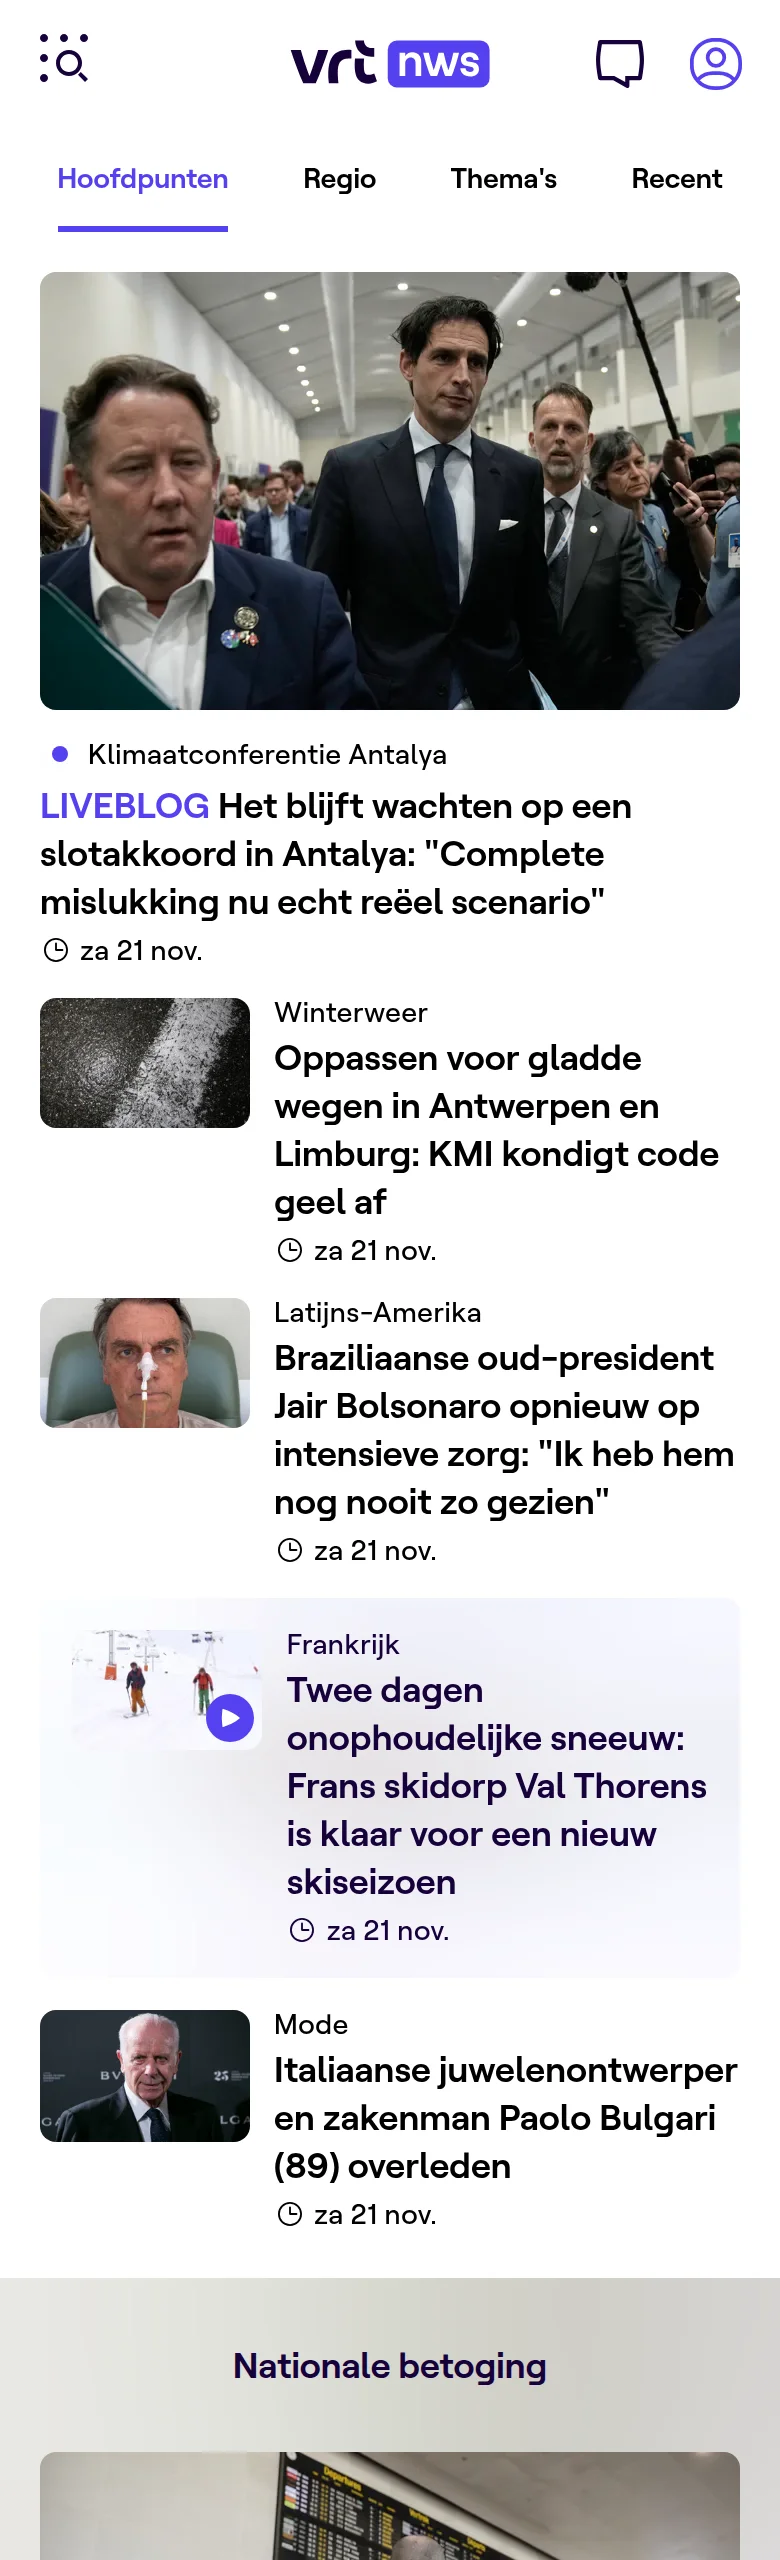 vrt nws
Hoofdpunten Regio Thema's Recent
Klimaatconferentie Antalya
LIVEBLOG Het blijft wachten op een
slotakkoord in Antalya: "Complete
mislukking nu echt reëel scenario"
za 21 nov.
Winterweer
Oppassen voor gladde
wegen in Antwerpen en
Limburg: KMI kondigt code
geel af
za 21 nov.
Latijns-Amerika
Braziliaanse oud-president
Jair Bolsonaro opnieuw op
intensieve zorg: "Ik heb hem
nog nooit zo gezien"
za 21 nov.
Frankrijk
Twee dagen
onophoudelijke sneeuw:
Frans skidorp Val Thorens
is klaar voor een nieuw
skiseizoen
za 21 nov.
Mode
Italiaanse juwelenontwerper
en zakenman Paolo Bulgari
(89) overleden
za 21 nov.
Nationale betoging
Départures